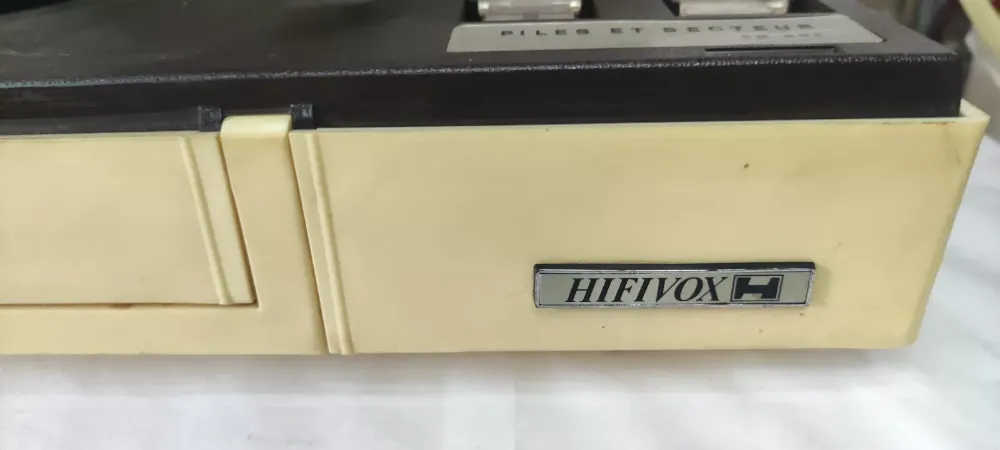 PILES ET SECTEUR
HIFIVOX H